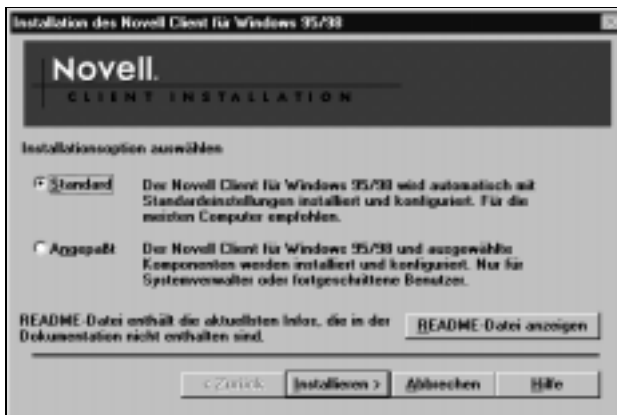 Installation des Novell Client für Windows 95/98
Novell.
CLIENT INSTALLATION
Installationsoption auswählen
Standard
Der Novell Client für Windows 95/98 wird automatisch mit
Standardeinstellungen installiert und konfiguriert. Für die
meisten Computer empfohlen.
Angepaßt
Der Novell Client für Windows 95/98 und ausgewählte
Komponenten werden installiert und konfiguriert. Nur für
Systemverwalter oder fortgeschrittene Benutzer.
README-Datei enthält die aktuellsten Infos, die in der
Dokumentation nicht enthalten sind.
README-Datei anzeigen
< Zurück
Installieren >
Abbrechen
Hilfe